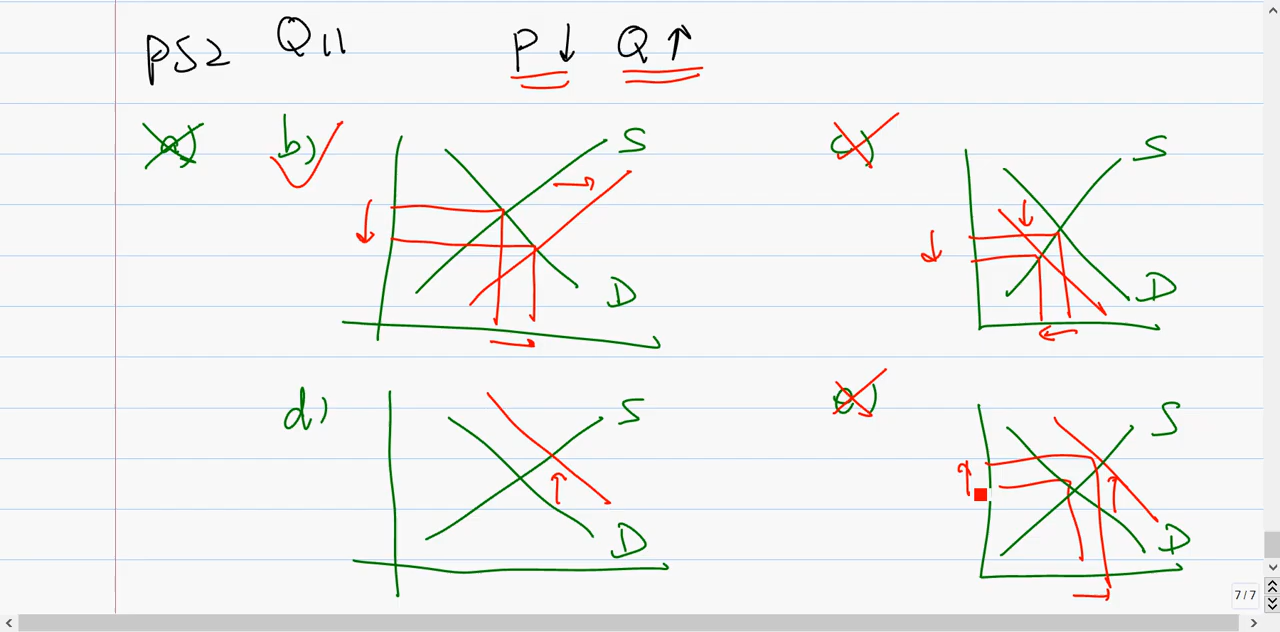 PS2 Q11 P↓ Q↑
a) b) S c) S
D D
d) S e) S
D D
7 / 7